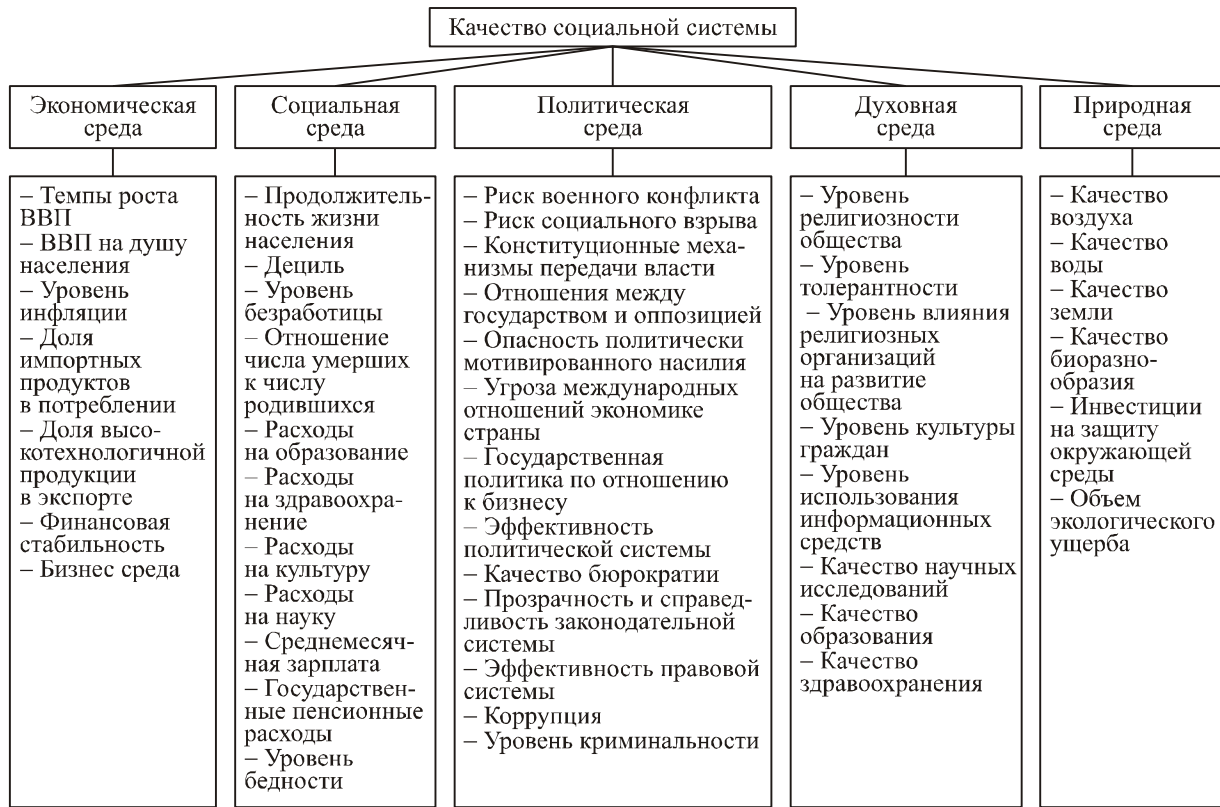 Качество социальной системы
Экономическая
среда
Социальная
среда
Политическая
среда
Духовная
среда
Природная
среда
– Темпы роста
ВВП
– ВВП на душу
населения
– Уровень
инфляции
– Доля
импортных
продуктов
в потреблении
– Доля высо-
котехнологичной
продукции
в экспорте
– Финансовая
стабильность
– Бизнес среда
– Продолжитель-
ность жизни
населения
– Дециль
– Уровень
безработицы
– Отношение
числа умерших
к числу
родившихся
– Расходы
на образование
– Расходы
на здравоохра-
нение
– Расходы
на культуру
– Расходы
на науку
– Среднемесяч-
ная зарплата
– Государствен-
ные пенсионные
расходы
– Уровень
бедности
– Риск военного конфликта
– Риск социального взрыва
– Конституционные меха-
низмы передачи власти
– Отношения между
государством и оппозицией
– Опасность политически
мотивированного насилия
– Угроза международных
отношений экономике
страны
– Государственная
политика по отношению
к бизнесу
– Эффективность
политической системы
– Качество бюрократии
– Прозрачность и справед-
ливость законодательной
системы
– Эффективность правовой
системы
– Коррупция
– Уровень криминальности
– Уровень
религиозности
общества
– Уровень
толерантности
– Уровень влияния
религиозных
организаций
на развитие
общества
– Уровень культуры
граждан
– Уровень
использования
информационных
средств
– Качество научных
исследований
– Качество
образования
– Качество
здравоохранения
– Качество
воздуха
– Качество
воды
– Качество
земли
– Качество
биоразно-
образия
– Инвестиции
на защиту
окружающей
среды
– Объем
экологического
ущерба